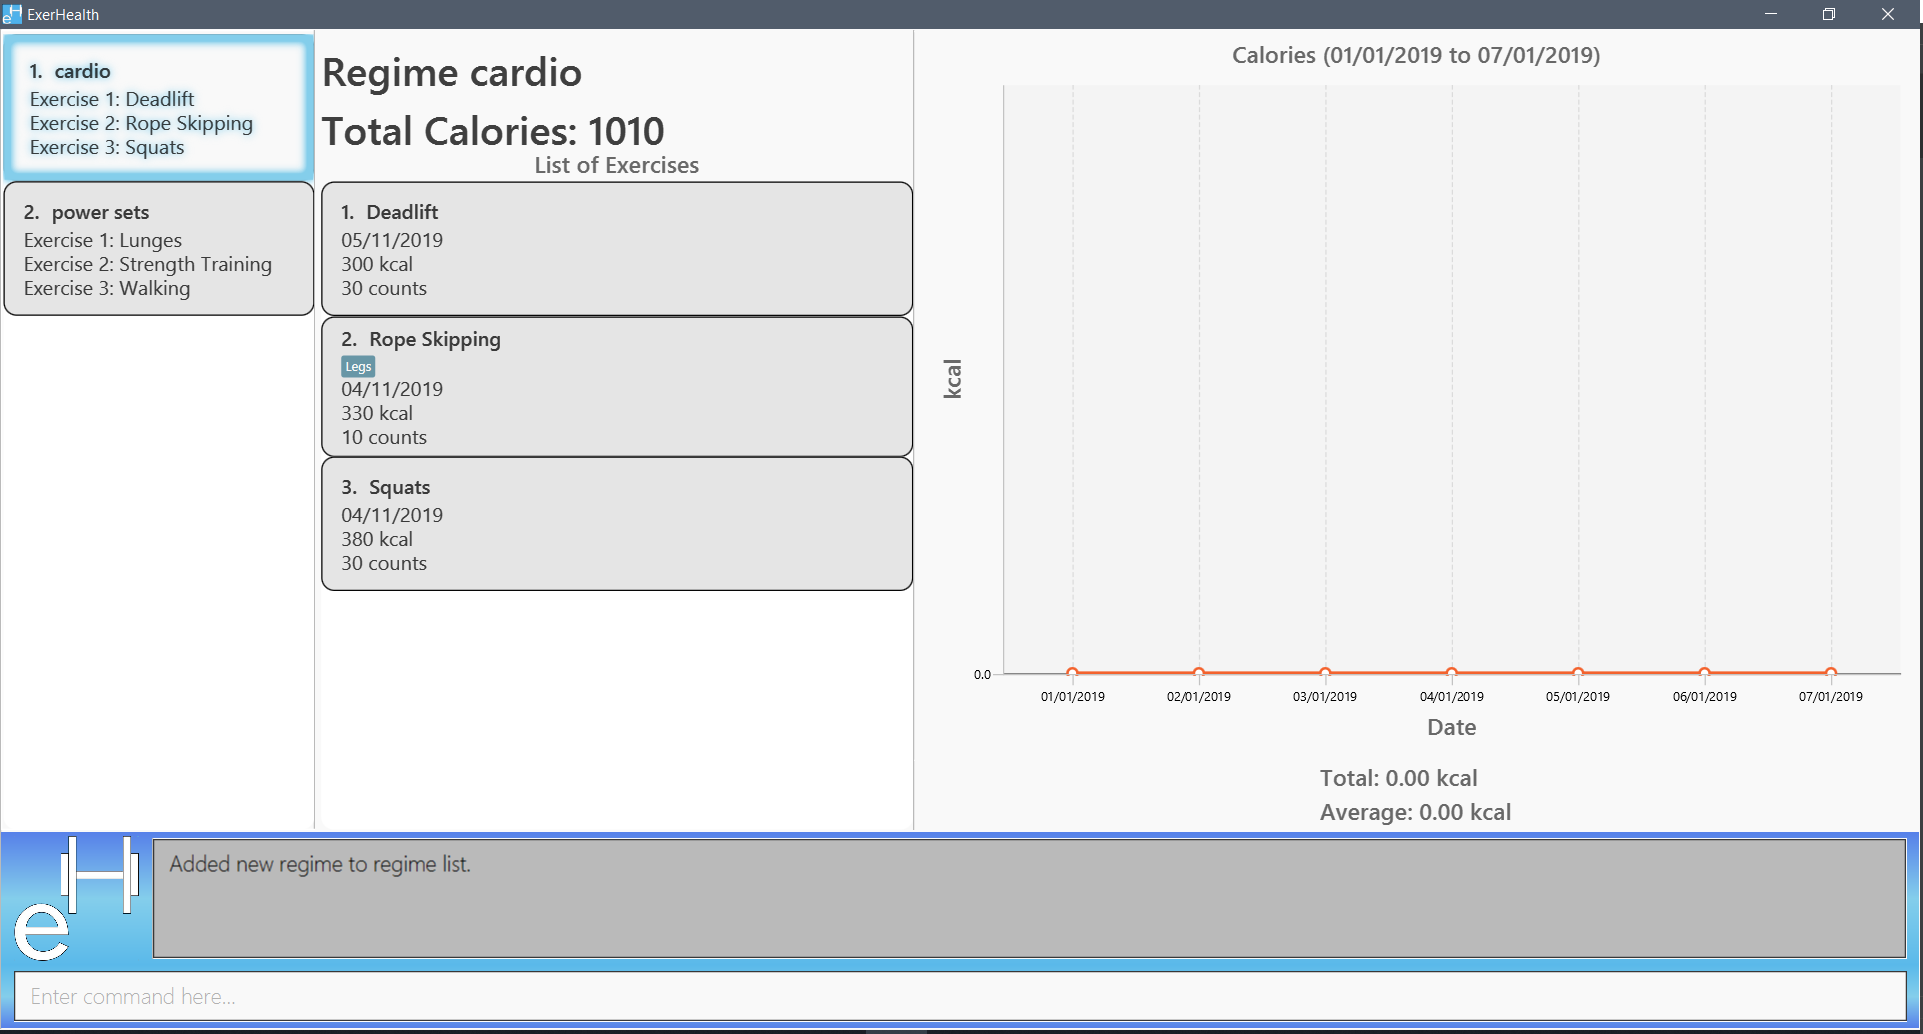 eH ExerHealth
1. cardio
Exercise 1: Deadlift
Exercise 2: Rope Skipping
Exercise 3: Squats
2. power sets
Exercise 1: Lunges
Exercise 2: Strength Training
Exercise 3: Walking
Regime cardio
Total Calories: 1010
List of Exercises
1. Deadlift
05/11/2019
300 kcal
30 counts
2. Rope Skipping
Legs
04/11/2019
330 kcal
10 counts
3. Squats
04/11/2019
380 kcal
30 counts
Calories (01/01/2019 to 07/01/2019)
kcal
0.0
01/01/2019 02/01/2019 03/01/2019 04/01/2019 05/01/2019 06/01/2019 07/01/2019
Date
Total: 0.00 kcal
Average: 0.00 kcal
eH
Added new regime to regime list.
Enter command here...